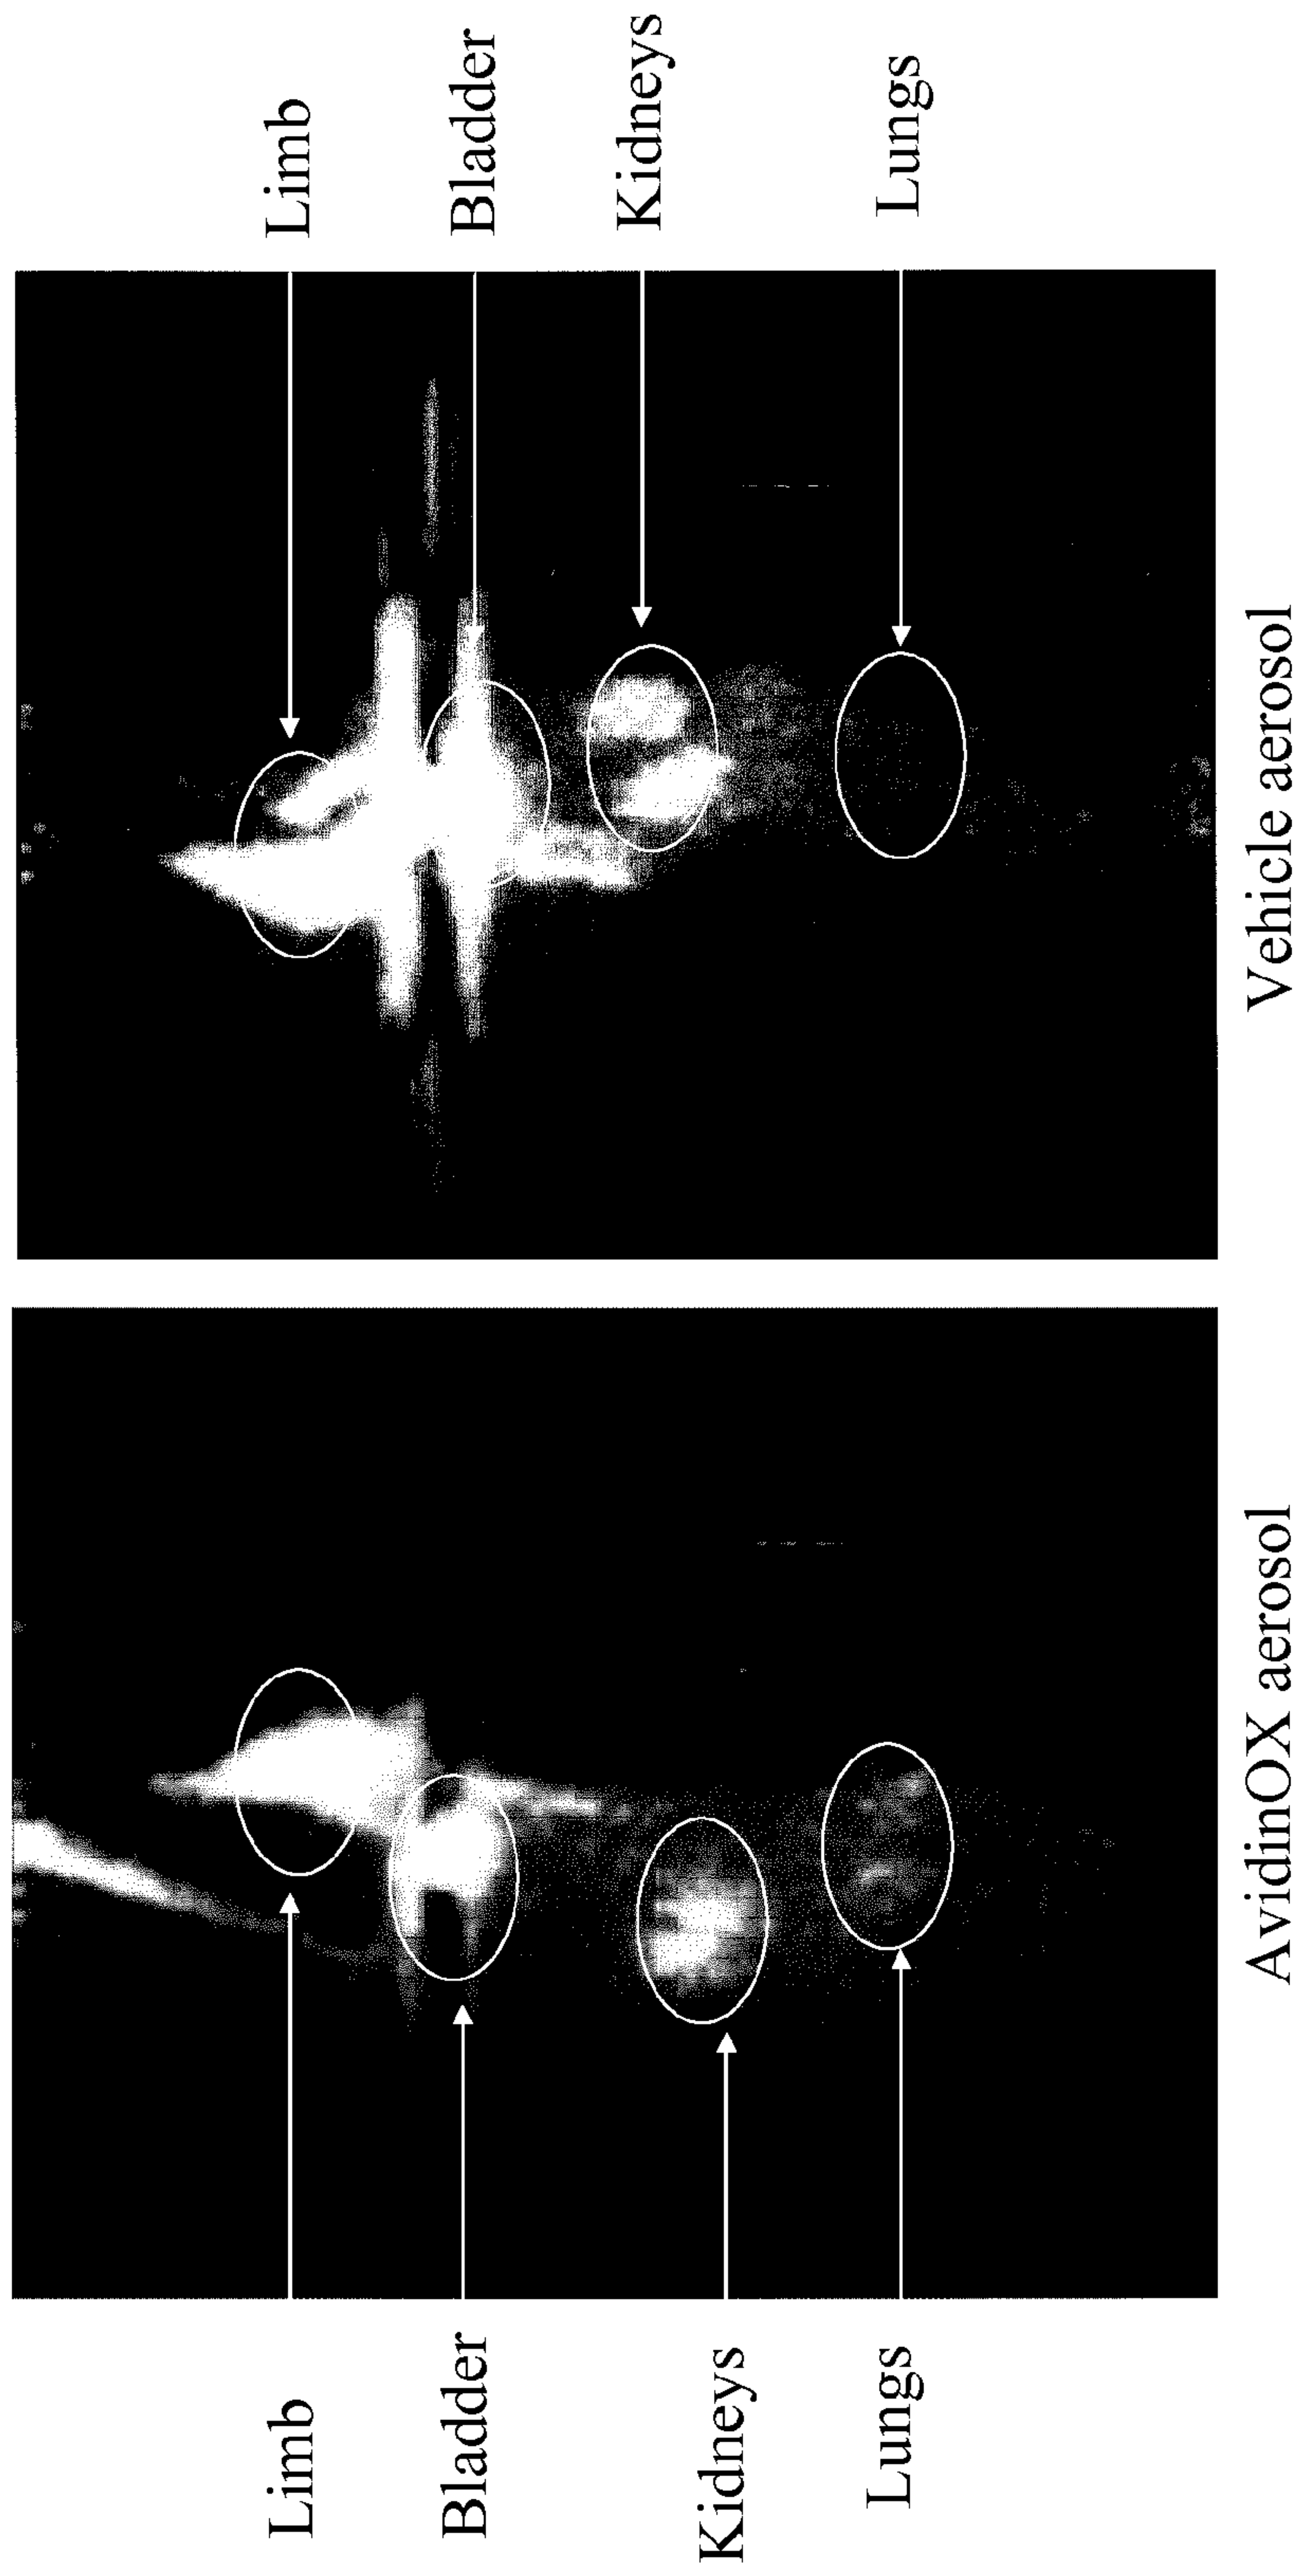 Limb
Bladder
Kidneys
Lungs
AvidinOX aerosol
Limb
Bladder
Kidneys
Lungs
Vehicle aerosol